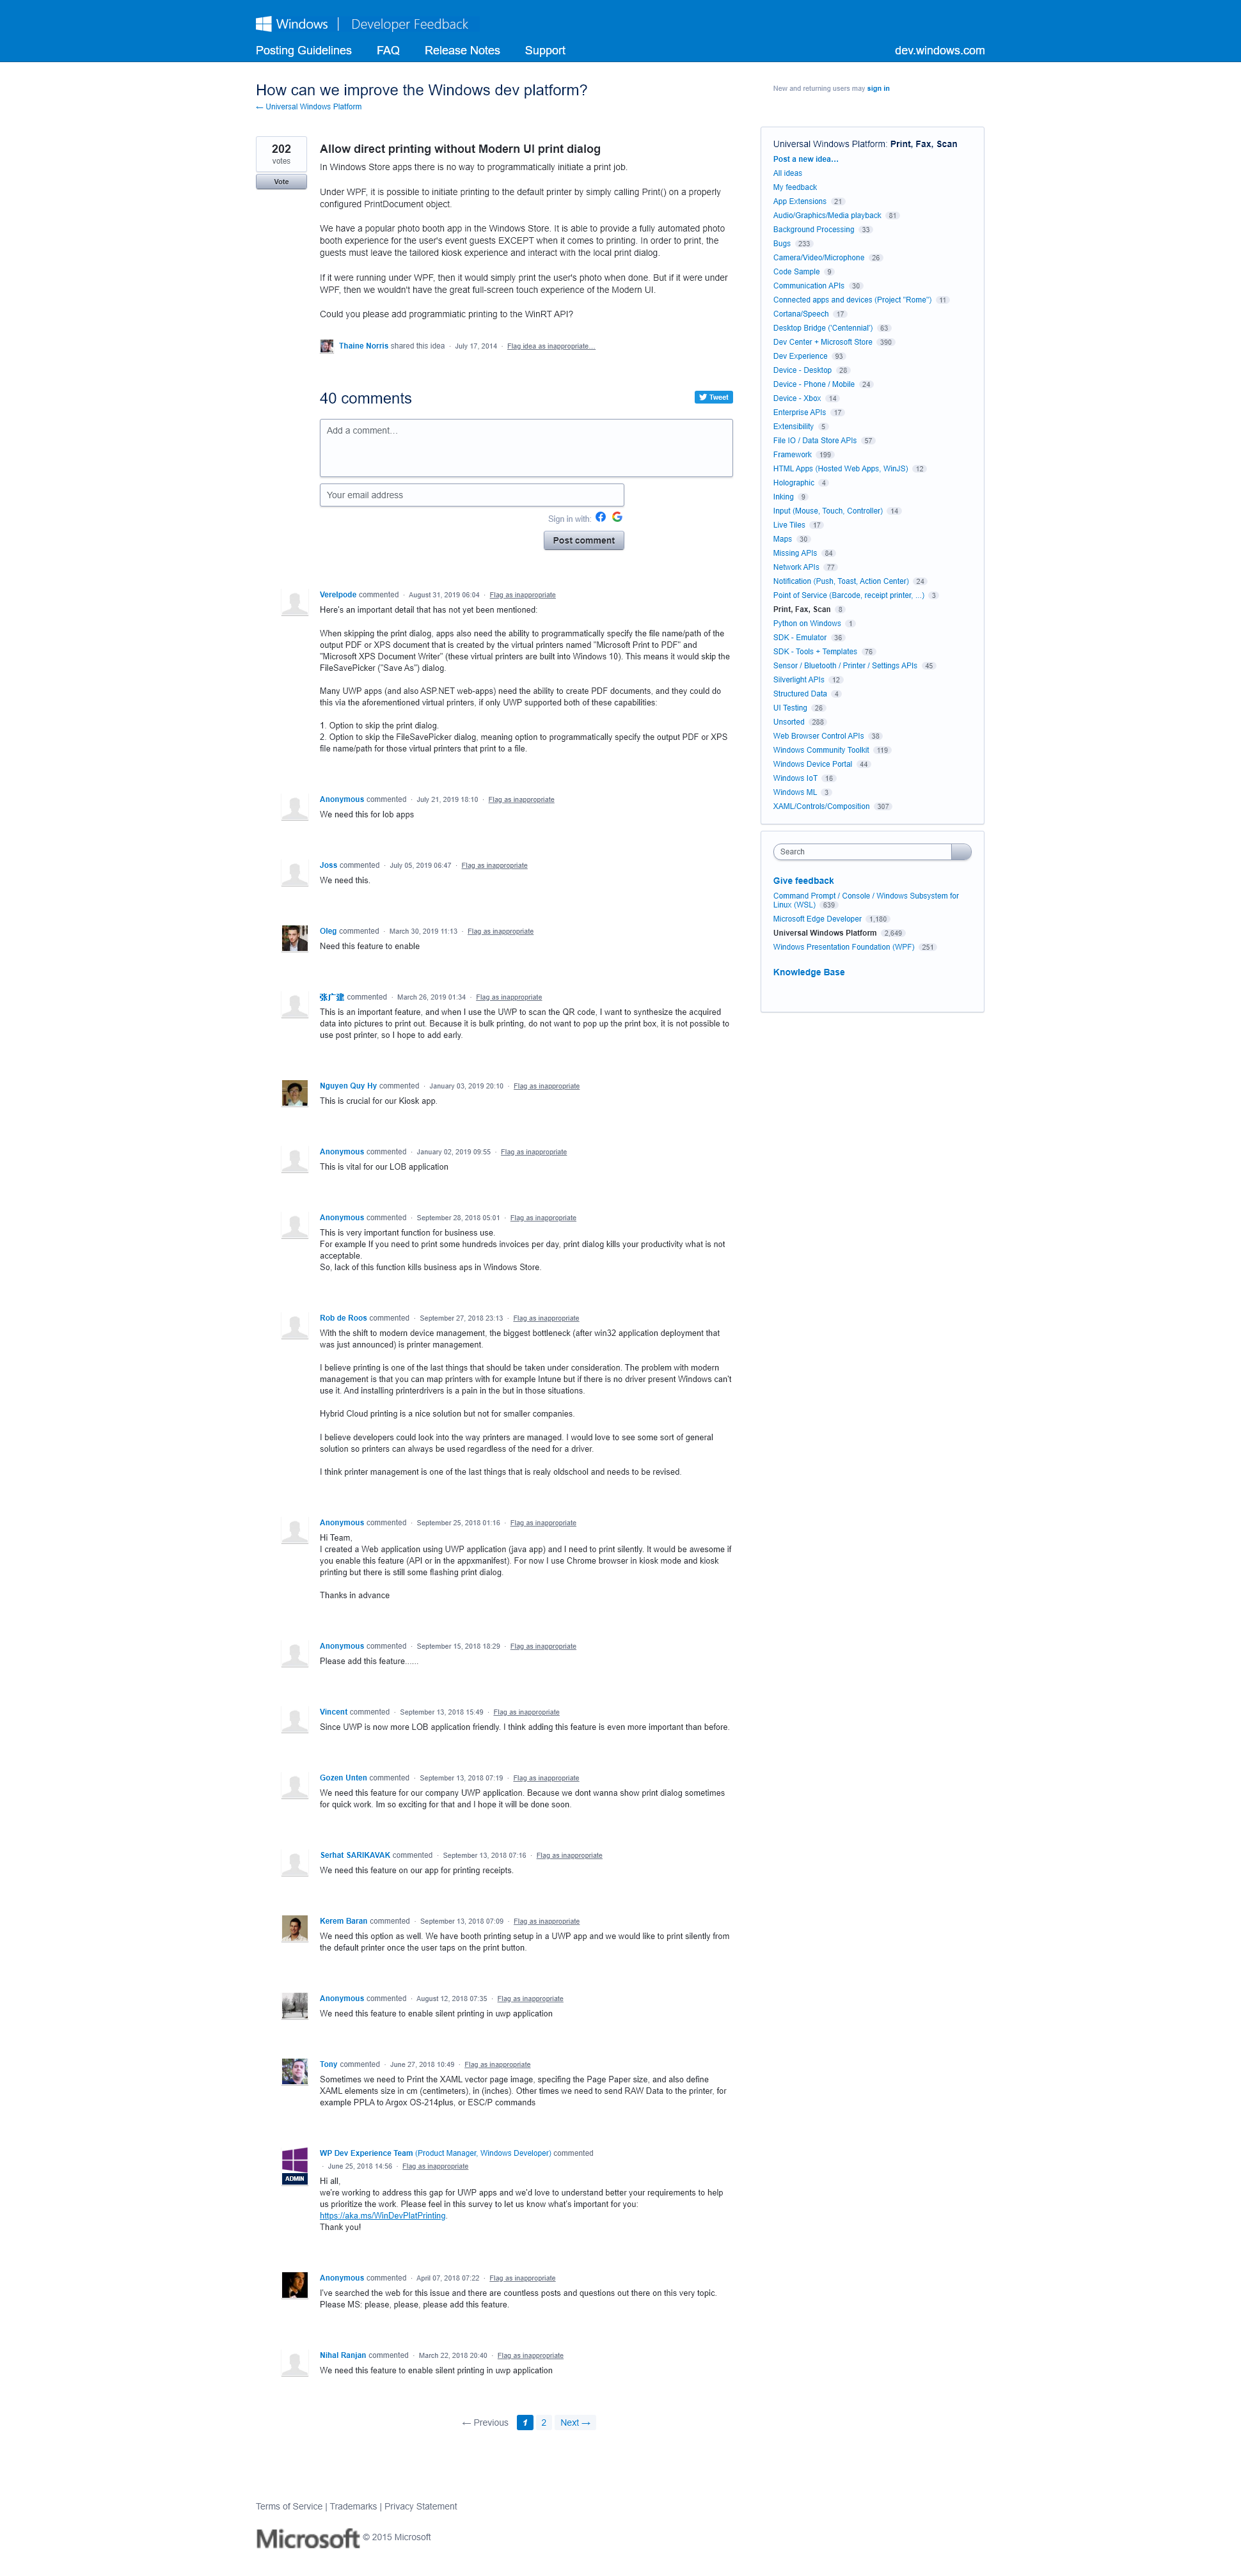 Windows | Developer Feedback
Posting Guidelines FAQ Release Notes Support dev.windows.com
How can we improve the Windows dev platform?
← Universal Windows Platform
New and returning users may sign in
202
votes
Vote
Allow direct printing without Modern UI print dialog
In Windows Store apps there is no way to programmatically initiate a print job.
Under WPF, it is possible to initiate printing to the default printer by simply calling Print() on a properly
configured PrintDocument object.
We have a popular photo booth app in the Windows Store. It is able to provide a fully automated photo
booth experience for the user's event guests EXCEPT when it comes to printing. In order to print, the
guests must leave the tailored kiosk experience and interact with the local print dialog.
If it were running under WPF, then it would simply print the user's photo when done. But if it were under
WPF, then we wouldn't have the great full-screen touch experience of the Modern UI.
Could you please add programmiatic printing to the WinRT API?
Thaine Norris shared this idea · July 17, 2014 · Flag idea as inappropriate…
40 comments
Tweet
Add a comment…
Your email address
Sign in with:
Post comment
Verelpode commented · August 31, 2019 06:04 · Flag as inappropriate
Here's an important detail that has not yet been mentioned:
When skipping the print dialog, apps also need the ability to programmatically specify the file name/path of the
output PDF or XPS document that is created by the virtual printers named "Microsoft Print to PDF" and
"Microsoft XPS Document Writer" (these virtual printers are built into Windows 10). This means it would skip the
FileSavePicker ("Save As") dialog.
Many UWP apps (and also ASP.NET web-apps) need the ability to create PDF documents, and they could do
this via the aforementioned virtual printers, if only UWP supported both of these capabilities:
1. Option to skip the print dialog.
2. Option to skip the FileSavePicker dialog, meaning option to programmatically specify the output PDF or XPS
file name/path for those virtual printers that print to a file.
Anonymous commented · July 21, 2019 18:10 · Flag as inappropriate
We need this for lob apps
Joss commented · July 05, 2019 06:47 · Flag as inappropriate
We need this.
Oleg commented · March 30, 2019 11:13 · Flag as inappropriate
Need this feature to enable
张广建 commented · March 26, 2019 01:34 · Flag as inappropriate
This is an important feature, and when I use the UWP to scan the QR code, I want to synthesize the acquired
data into pictures to print out. Because it is bulk printing, do not want to pop up the print box, it is not possible to
use post printer, so I hope to add early.
Nguyen Quy Hy commented · January 03, 2019 20:10 · Flag as inappropriate
This is crucial for our Kiosk app.
Anonymous commented · January 02, 2019 09:55 · Flag as inappropriate
This is vital for our LOB application
Anonymous commented · September 28, 2018 05:01 · Flag as inappropriate
This is very important function for business use.
For example If you need to print some hundreds invoices per day, print dialog kills your productivity what is not
acceptable.
So, lack of this function kills business aps in Windows Store.
Rob de Roos commented · September 27, 2018 23:13 · Flag as inappropriate
With the shift to modern device management, the biggest bottleneck (after win32 application deployment that
was just announced) is printer management.
I believe printing is one of the last things that should be taken under consideration. The problem with modern
management is that you can map printers with for example Intune but if there is no driver present Windows can't
use it. And installing printerdrivers is a pain in the but in those situations.
Hybrid Cloud printing is a nice solution but not for smaller companies.
I believe developers could look into the way printers are managed. I would love to see some sort of general
solution so printers can always be used regardless of the need for a driver.
I think printer management is one of the last things that is realy oldschool and needs to be revised.
Anonymous commented · September 25, 2018 01:16 · Flag as inappropriate
Hi Team,
I created a Web application using UWP application (java app) and I need to print silently. It would be awesome if
you enable this feature (API or in the appxmanifest). For now I use Chrome browser in kiosk mode and kiosk
printing but there is still some flashing print dialog.
Thanks in advance
Anonymous commented · September 15, 2018 18:29 · Flag as inappropriate
Please add this feature......
Vincent commented · September 13, 2018 15:49 · Flag as inappropriate
Since UWP is now more LOB application friendly. I think adding this feature is even more important than before.
Gozen Unten commented · September 13, 2018 07:19 · Flag as inappropriate
We need this feature for our company UWP application. Because we dont wanna show print dialog sometimes
for quick work. Im so exciting for that and I hope it will be done soon.
Serhat SARIKAVAK commented · September 13, 2018 07:16 · Flag as inappropriate
We need this feature on our app for printing receipts.
Kerem Baran commented · September 13, 2018 07:09 · Flag as inappropriate
We need this option as well. We have booth printing setup in a UWP app and we would like to print silently from
the default printer once the user taps on the print button.
Anonymous commented · August 12, 2018 07:35 · Flag as inappropriate
We need this feature to enable silent printing in uwp application
Tony commented · June 27, 2018 10:49 · Flag as inappropriate
Sometimes we need to Print the XAML vector page image, specifing the Page Paper size, and also define
XAML elements size in cm (centimeters), in (inches). Other times we need to send RAW Data to the printer, for
example PPLA to Argox OS-214plus, or ESC/P commands
ADMIN
WP Dev Experience Team (Product Manager, Windows Developer) commented
· June 25, 2018 14:56 · Flag as inappropriate
Hi all,
we're working to address this gap for UWP apps and we'd love to understand better your requirements to help
us prioritize the work. Please feel in this survey to let us know what's important for you:
https://aka.ms/WinDevPlatPrinting.
Thank you!
Anonymous commented · April 07, 2018 07:22 · Flag as inappropriate
I've searched the web for this issue and there are countless posts and questions out there on this very topic.
Please MS: please, please, please add this feature.
Nihal Ranjan commented · March 22, 2018 20:40 · Flag as inappropriate
We need this feature to enable silent printing in uwp application
← Previous 1 2 Next →
Universal Windows Platform: Print, Fax, Scan
Post a new idea…
All ideas
My feedback
App Extensions 21
Audio/Graphics/Media playback 81
Background Processing 33
Bugs 233
Camera/Video/Microphone 26
Code Sample 9
Communication APIs 30
Connected apps and devices (Project "Rome") 11
Cortana/Speech 17
Desktop Bridge ('Centennial') 63
Dev Center + Microsoft Store 390
Dev Experience 93
Device - Desktop 28
Device - Phone / Mobile 24
Device - Xbox 14
Enterprise APIs 17
Extensibility 5
File IO / Data Store APIs 57
Framework 199
HTML Apps (Hosted Web Apps, WinJS) 12
Holographic 4
Inking 9
Input (Mouse, Touch, Controller) 14
Live Tiles 17
Maps 30
Missing APIs 84
Network APIs 77
Notification (Push, Toast, Action Center) 24
Point of Service (Barcode, receipt printer, ...) 3
Print, Fax, Scan 8
Python on Windows 1
SDK - Emulator 36
SDK - Tools + Templates 76
Sensor / Bluetooth / Printer / Settings APIs 45
Silverlight APIs 12
Structured Data 4
UI Testing 26
Unsorted 288
Web Browser Control APIs 38
Windows Community Toolkit 119
Windows Device Portal 44
Windows IoT 16
Windows ML 3
XAML/Controls/Composition 307
Search
Give feedback
Command Prompt / Console / Windows Subsystem for
Linux (WSL) 639
Microsoft Edge Developer 1,180
Universal Windows Platform 2,649
Windows Presentation Foundation (WPF) 251
Knowledge Base
Terms of Service | Trademarks | Privacy Statement
Microsoft © 2015 Microsoft